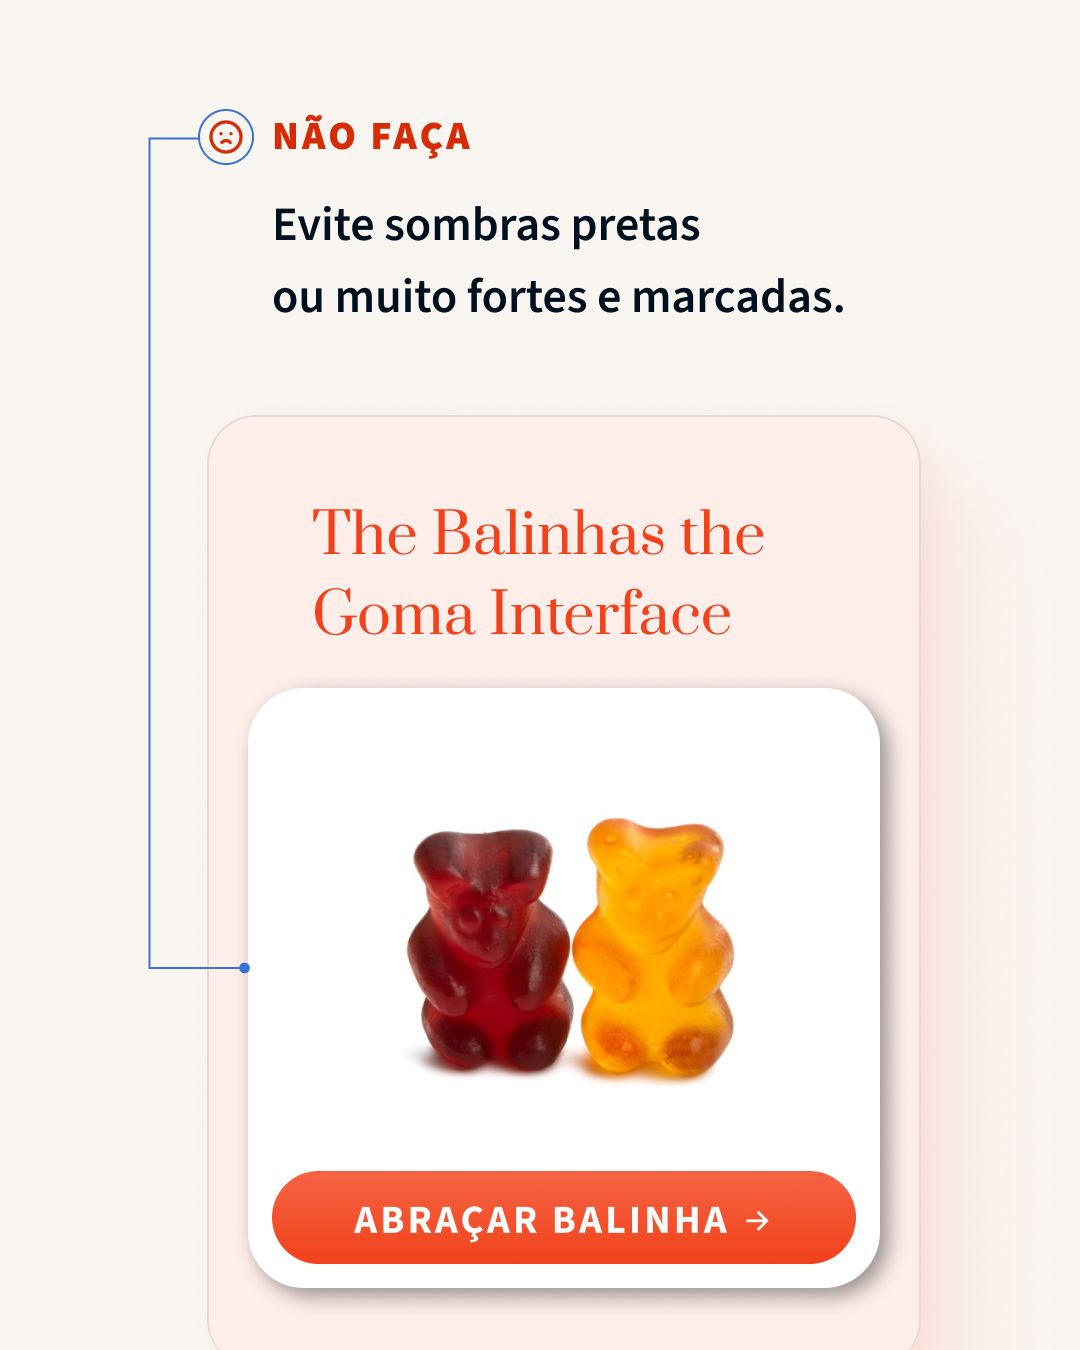 NÃO FAÇA
Evite sombras pretas
ou muito fortes e marcadas.
The Balinhas the
Goma Interface
ABRAÇAR BALINHA →